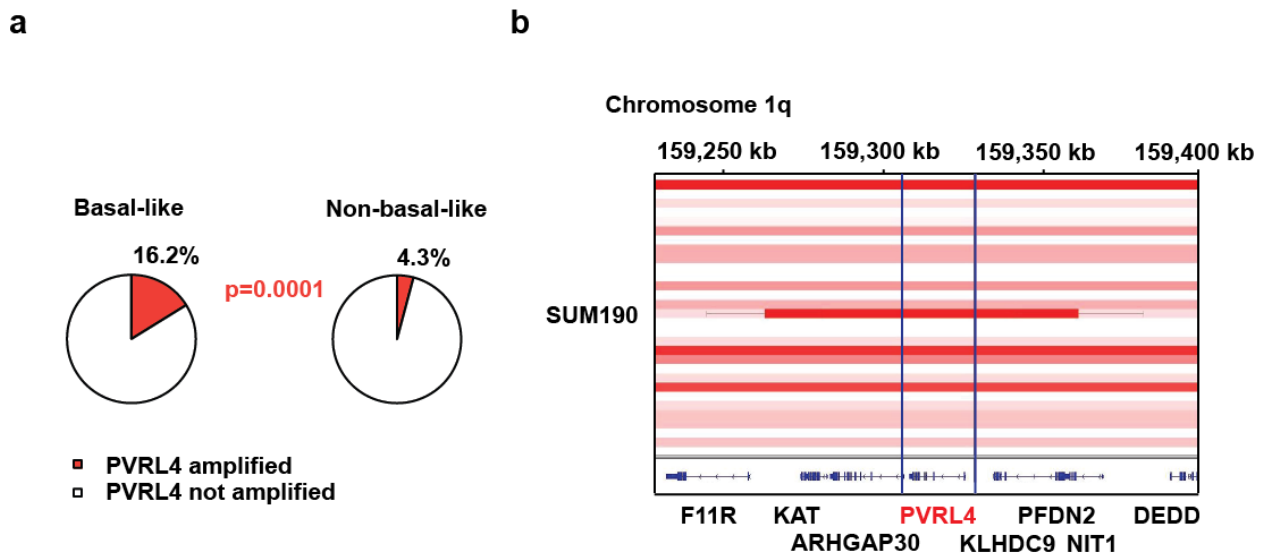 a
Basal-like
16.2%
p=0.0001
Non-basal-like
4.3%
PVRL4 amplified
PVRL4 not amplified
b
Chromosome 1q
159,250 kb 159,300 kb 159,350 kb 159,400 kb
SUM190
F11R KAT PVRL4 PFDN2 DEDD
ARHGAP30 KLHDC9 NIT1